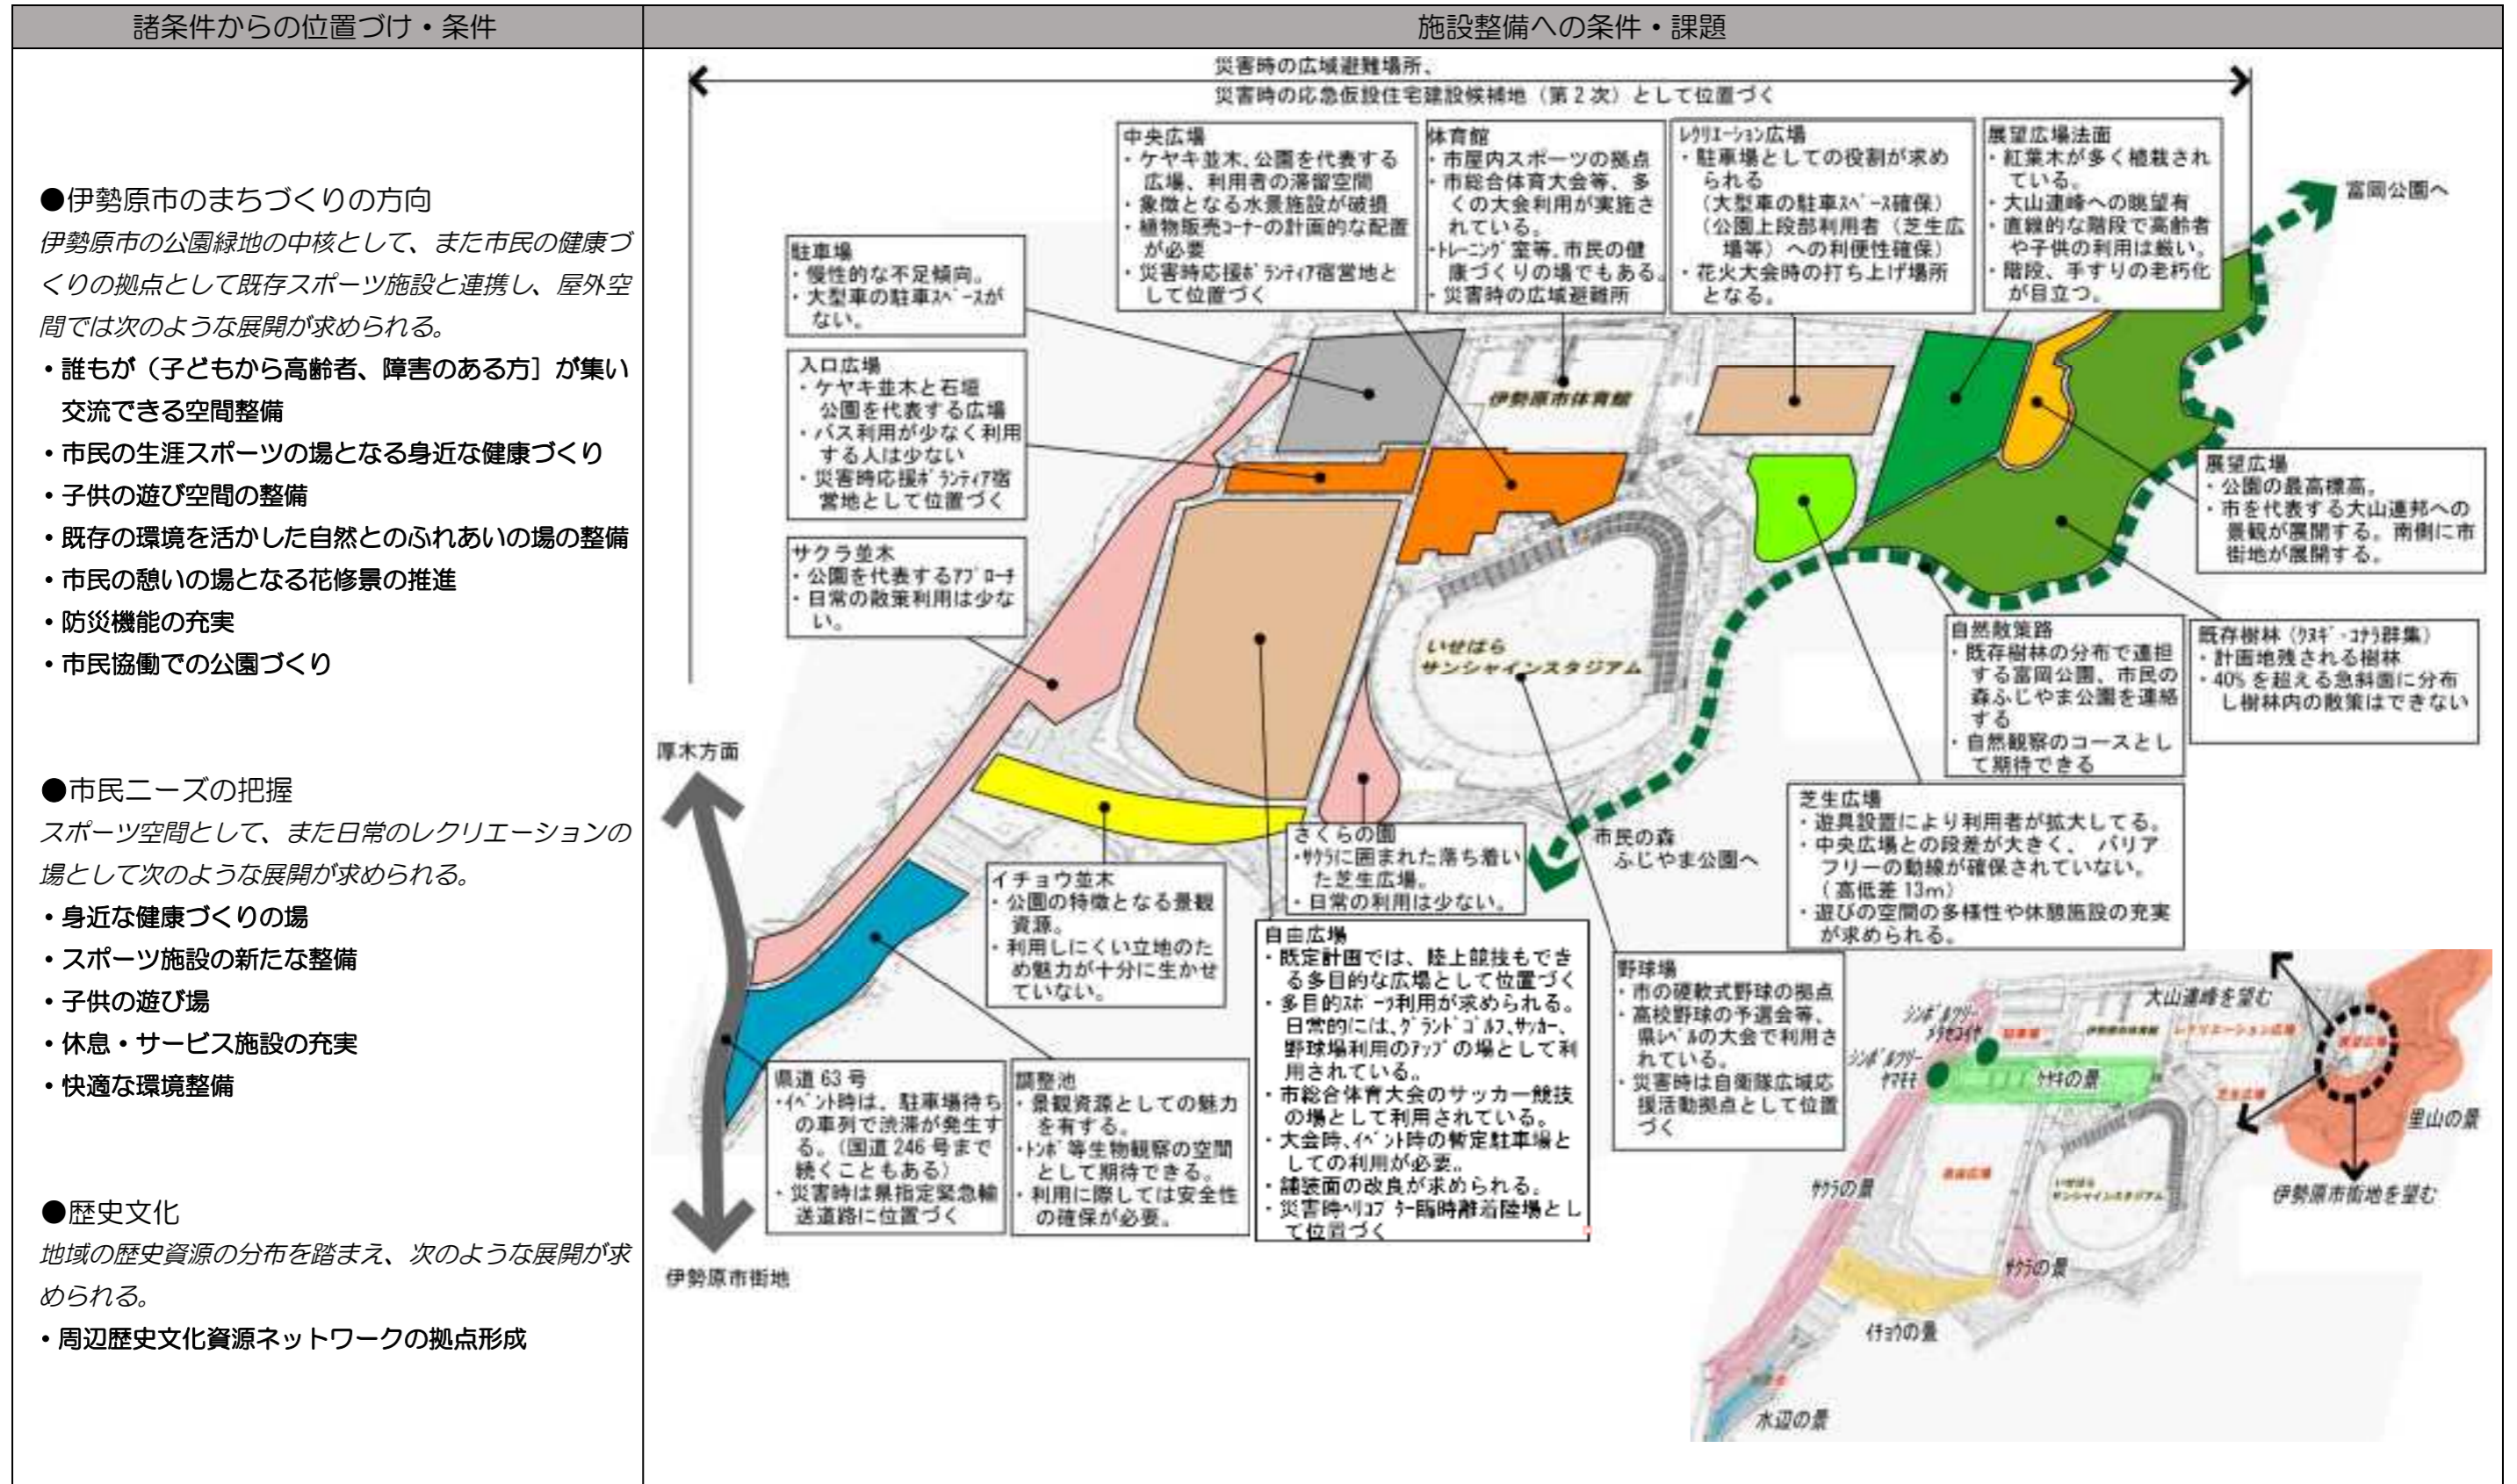 諸条件からの位置づけ・条件
●伊勢原市のまちづくりの方向
伊勢原市の公園緑地の中核として、また市民の健康づ
くりの拠点として既存スポーツ施設と連携し、屋外空
間では次のような展開が求められる。
・誰もが（子どもから高齢者、障害のある方］が集い
交流できる空間整備
・市民の生涯スポーツの場となる身近な健康づくり
・子供の遊び空間の整備
・既存の環境を活かした自然とのふれあいの場の整備
・市民の憩いの場となる花修景の推進
・防災機能の充実
・市民協働での公園づくり
●市民ニーズの把握
スポーツ空間として、また日常のレクリエーションの
場として次のような展開が求められる。
・身近な健康づくりの場
・スポーツ施設の新たな整備
・子供の遊び場
・休息・サービス施設の充実
・快適な環境整備
●歴史文化
地域の歴史資源の分布を踏まえ、次のような展開が求
められる。
・周辺歴史文化資源ネットワークの拠点形成
施設整備への条件・課題
災害時の広域避難場所、
災害時の応急仮設住宅建設候補地（第２次）として位置づく
中央広場
・ケヤキ並木、公園を代表する
広場、利用者の滞留空間
・象徴となる水景施設が破損
・植物販売ｺｰﾅｰの計画的な配置
が必要
・災害時応援ﾎﾞﾗﾝﾃｨｱ宿営地と
して位置づく
体育館
・市屋内スポーツの拠点
・市総合体育大会等、多
くの大会利用が実施さ
れている。
・ﾄﾚｰﾆﾝｸﾞ室等、市民の健
康づくりの場でもある。
・災害時の広域避難所
ﾚｸﾘｴｰｼｮﾝ広場
・駐車場としての役割が求め
られる
（大型車の駐車ｽﾍﾟｰｽ確保）
（公園上段部利用者（芝生広
場等）への利便性確保）
・花火大会時の打ち上げ場所
となる。
展望広場法面
・紅葉木が多く植栽され
ている。
・大山連峰への眺望有
・直線的な階段で高齢者
や子供の利用は厳い。
・階段、手すりの老朽化
が目立つ。
富岡公園へ
駐車場
・慢性的な不足傾向。
・大型車の駐車ｽﾍﾟｰｽが
ない。
入口広場
・ケヤキ並木と石垣
公園を代表する広場
・バス利用が少なく利用
する人は少ない
・災害時応援ﾎﾞﾗﾝﾃｨｱ宿
営地として位置づく
サクラ並木
・公園を代表するｱﾌﾟﾛｰﾁ
・日常の散策利用は少な
い。
伊勢原市体育館
いせはら
サンシャインスタジアム
展望広場
・公園の最高標高。
・市を代表する大山連邦への
景観が展開する。南側に市
街地が展開する。
自然散策路
・既存樹林の分布で連担
する富岡公園、市民の
森ふじやま公園を連絡
する
・自然観察のコースとし
て期待できる
既存樹林（ｸﾇｷﾞ-ｺﾅﾗ群集）
・計画地残される樹林
・40%を超える急斜面に分布
し樹林内の散策はできない
芝生広場
・遊具設置により利用者が拡大してる。
・中央広場との段差が大きく、 バリア
フリーの動線が確保されていない。
（高低差 13m）
・遊びの空間の多様性や休憩施設の充実
が求められる。
厚木方面
伊勢原市街地
市民の森
ふじやま公園へ
さくらの園
・ｻｸﾗに囲まれた落ち着い
た芝生広場。
・日常の利用は少ない。
イチョウ並木
・公園の特徴となる景観
資源。
・利用しにくい立地のた
め魅力が十分に生かせ
ていない。
県道 63 号
・ｲﾍﾞﾝﾄ時は、駐車場待ち
の車列で渋滞が発生す
る。（国道 246 号まで
続くこともある）
・災害時は県指定緊急輸
送道路に位置づく
調整池
・景観資源としての魅力
を有する。
・ﾄﾝﾎﾞ等生物観察の空間
として期待できる。
・利用に際しては安全性
の確保が必要。
自由広場
・既定計画では、陸上競技もでき
る多目的な広場として位置づく
・多目的ｽﾎﾟｰﾂ利用が求められる。
日常的には、ｸﾞﾗﾝﾄﾞｺﾞﾙﾌ、ｻｯｶｰ、
野球場利用のｱｯﾌﾟの場として利
用されている。
・市総合体育大会のサッカー競技
の場として利用されている。
・大会時、ｲﾍﾞﾝﾄ時の暫定駐車場と
しての利用が必要。
・舗装面の改良が求められる。
・災害時ﾍﾘｺﾌﾟﾀｰ臨時離着陸場とし
て位置づく
野球場
・市の硬軟式野球の拠点
・高校野球の予選会等、
県ﾚﾍﾞﾙの大会で利用さ
れている。
・災害時は自衛隊広域応
援活動拠点として位置
づく
大山連峰を望む
ｼﾝﾎﾞﾙﾂﾘｰ
ﾒﾀｾｺｲﾔ
ｼﾝﾎﾞﾙﾂﾘｰ
ﾔﾏﾓﾓ
駐車場
伊勢原市体育館
レクリエーション広場
展望広場
ｹﾔｷの景
芝生広場
里山の景
自由広場
いせはら
サンシャインスタジアム
伊勢原市街地を望む
ｻｸﾗの景
ｻｸﾗの景
ｲﾁｮｳの景
水辺の景